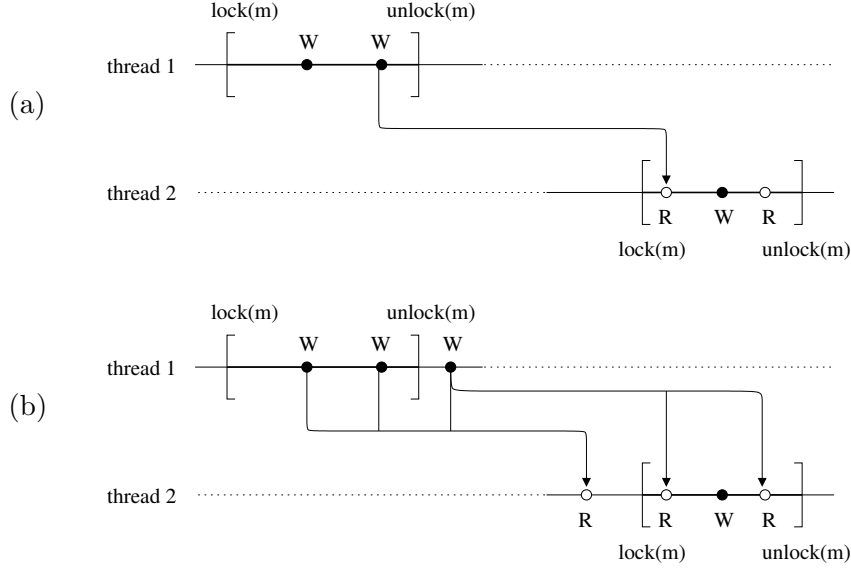 lock(m) unlock(m)
W W
thread 1
(a)
thread 2
R W R
lock(m) unlock(m)
lock(m) unlock(m)
W W W
thread 1
(b)
thread 2
R R W R
lock(m) unlock(m)